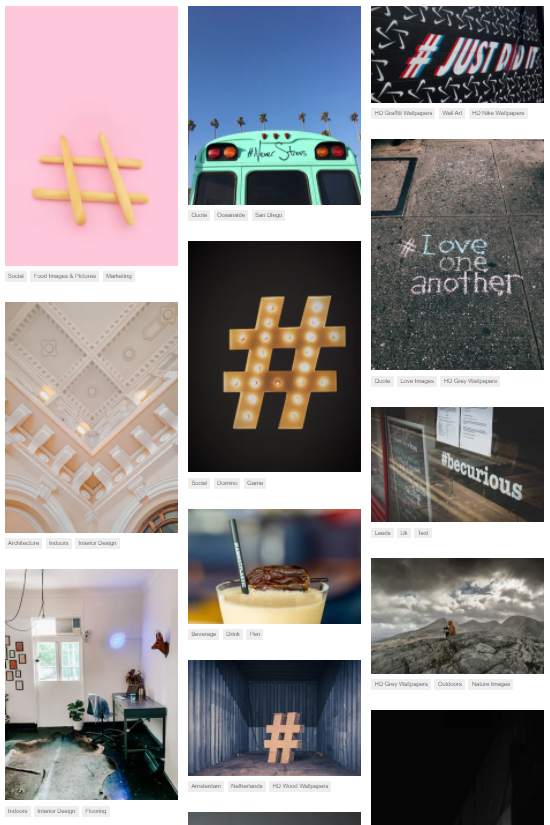 Social Food Images & Pictures Marketing
Architecture Indoors Interior Design
Indoors Interior Design Flooring
#Never Stress
Quote Oceanside San Diego
#
Social Domino Game
Beverage Drink Pen
#
Amsterdam Netherlands HD Wood Wallpapers
# JUST DID IT
HD Graffiti Wallpapers Wall Art HD Nike Wallpapers
#Love
one
another
Quote Love Images HD Grey Wallpapers
#becurious
Leeds Uk Text
HD Grey Wallpapers Outdoors Nature Images